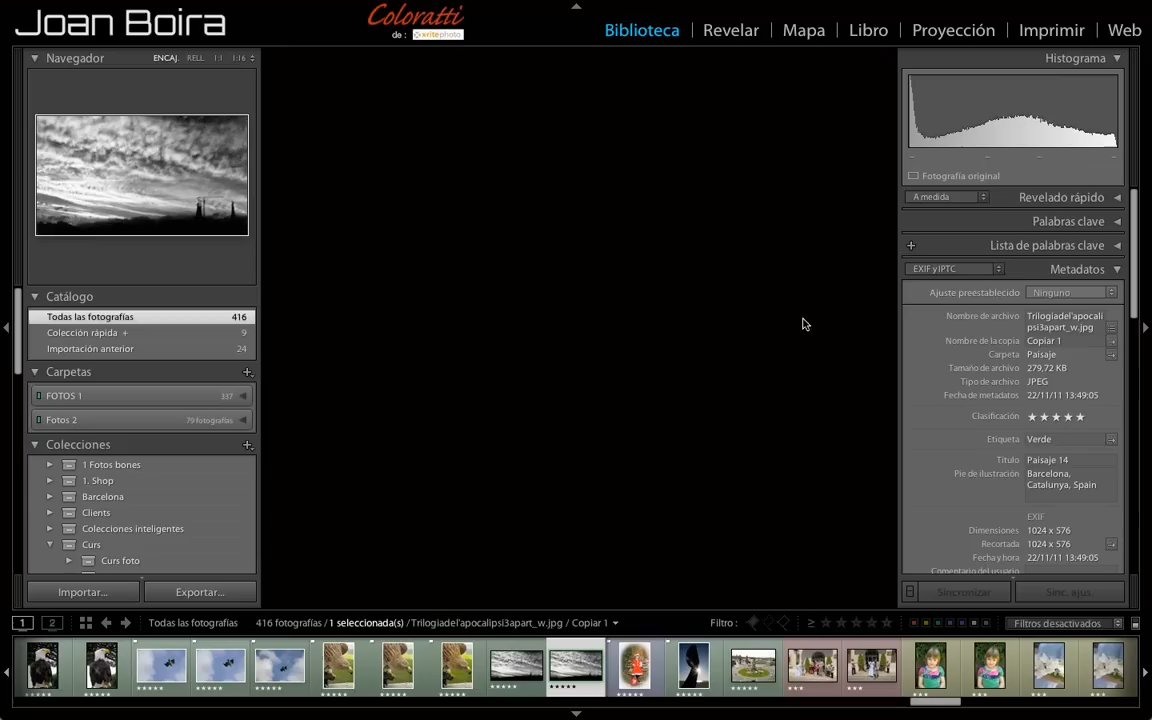 Joan Boira
Coloratti
de : xritephoto
Biblioteca | Revelar | Mapa | Libro | Proyección | Imprimir | Web
Navegador ENCAJ. RELL. 1:1 1:16
Catálogo
Todas las fotografías 416
Colección rápida + 9
Importación anterior 24
Carpetas
FOTOS 1 337
Fotos 2 79 fotografías
Colecciones
1 Fotos bones
1. Shop
Barcelona
Clients
Colecciones inteligentes
Curs
Curs foto
Importar... Exportar...
Histograma
Fotografía original
A medida Revelado rápido
Palabras clave
Lista de palabras clave
EXIF y IPTC Metadatos
Ajuste preestablecido Ninguno
Nombre de archivo Trilogiadel'apocali
psi3apart_w.jpg
Nombre de la copia Copiar 1
Carpeta Paisaje
Tamaño de archivo 279,72 KB
Tipo de archivo JPEG
Fecha de metadatos 22/11/11 13:49:05
Clasificación ★ ★ ★ ★ ★
Etiqueta Verde
Título Paisaje 14
Pie de ilustración Barcelona,
Catalunya, Spain
EXIF
Dimensiones 1024 x 576
Recortada 1024 x 576
Fecha y hora 22/11/11 13:49:05
Comentario del usuario
Sincronizar Sinc. ajus.
1 2 Todas las fotografías 416 fotografías / 1 seleccionada(s) / Trilogiadel'apocalipsi3apart_w.jpg / Copiar 1 Filtro : ≥ ★ ★ ★ ★ ★ Filtros desactivados